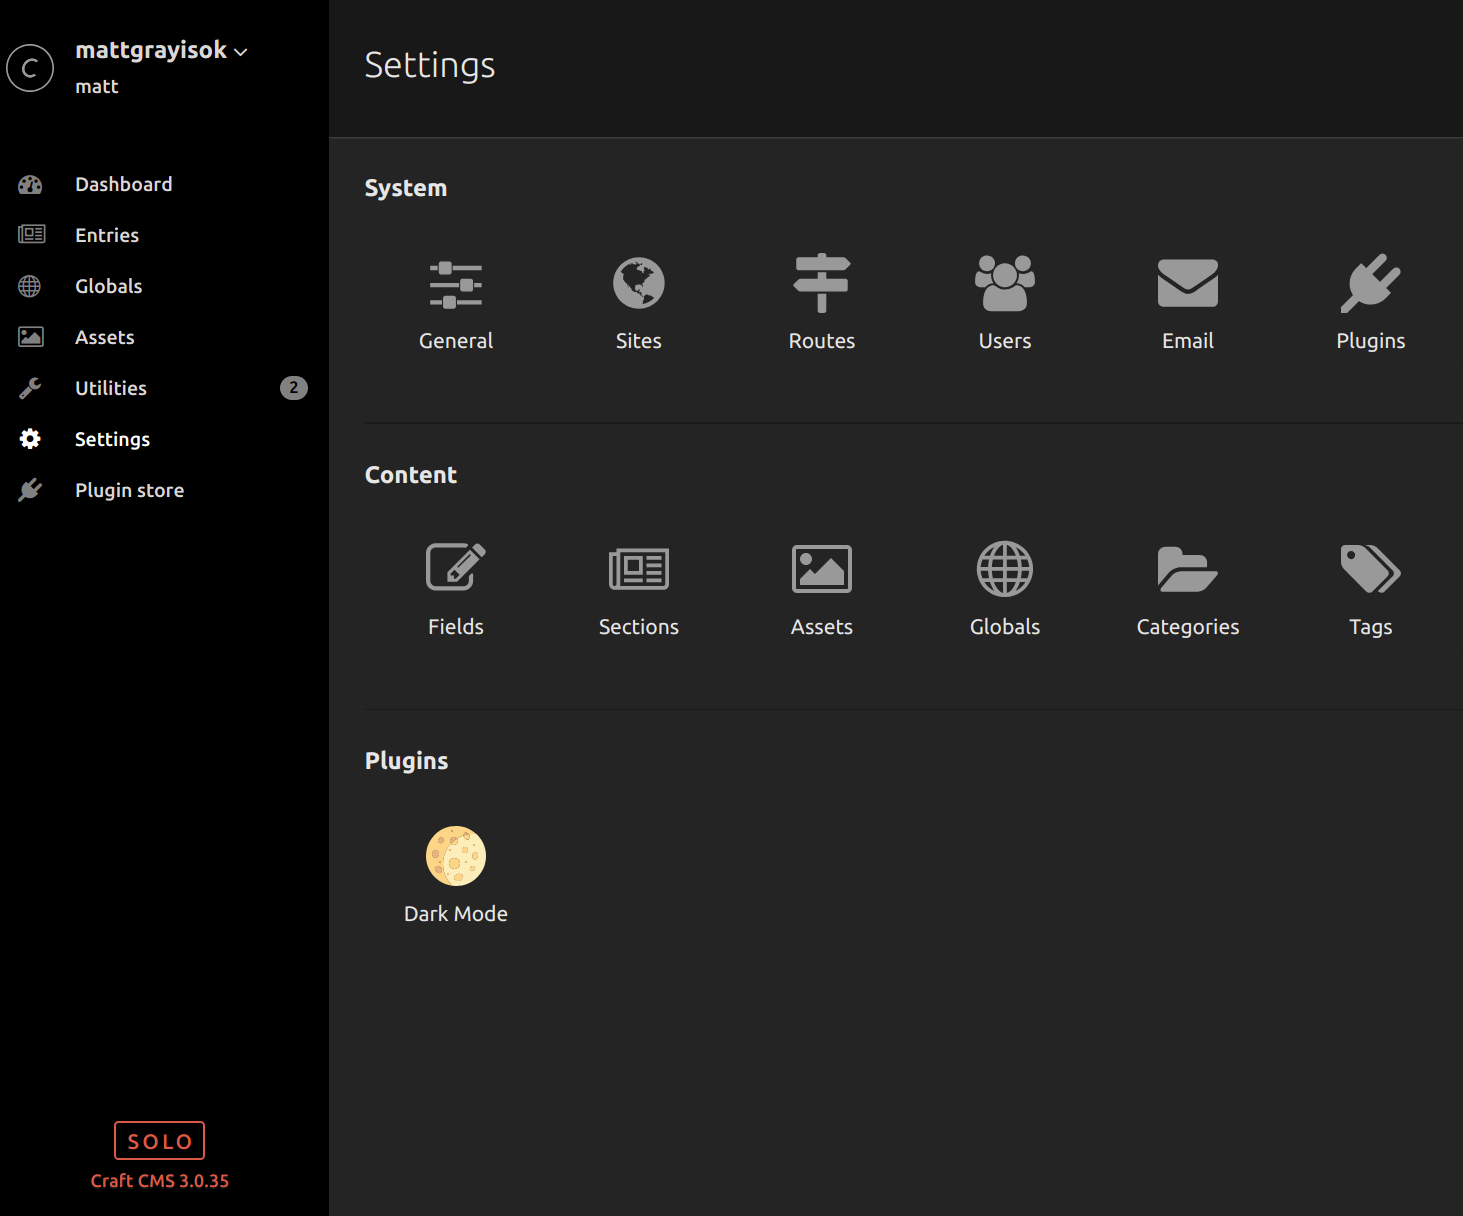 C
mattgrayisok
matt
Dashboard
Entries
Globals
Assets
Utilities 2
Settings
Plugin store
SOLO
Craft CMS 3.0.35
Settings
System
General Sites Routes Users Email Plugins
Content
Fields Sections Assets Globals Categories Tags
Plugins
Dark Mode